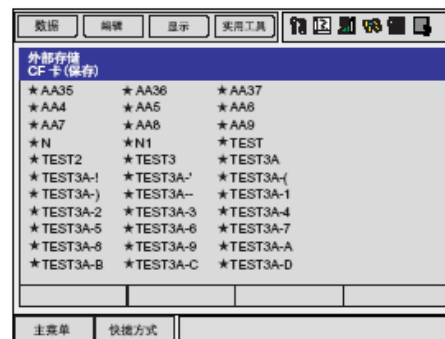 数据 编辑 显示 实用工具
外部存储
CF 卡(保存)
★AA35 ★AA36 ★AA37
★AA4 ★AA5 ★AA6
★AA7 ★AA8 ★AA9
★N ★N1 ★TEST
★TEST2 ★TEST3 ★TEST3A
★TEST3A-! ★TEST3A-' ★TEST3A-(
★TEST3A-) ★TEST3A-- ★TEST3A-1
★TEST3A-2 ★TEST3A-3 ★TEST3A-4
★TEST3A-5 ★TEST3A-6 ★TEST3A-7
★TEST3A-8 ★TEST3A-9 ★TEST3A-A
★TEST3A-B ★TEST3A-C ★TEST3A-D
主菜单 快捷方式